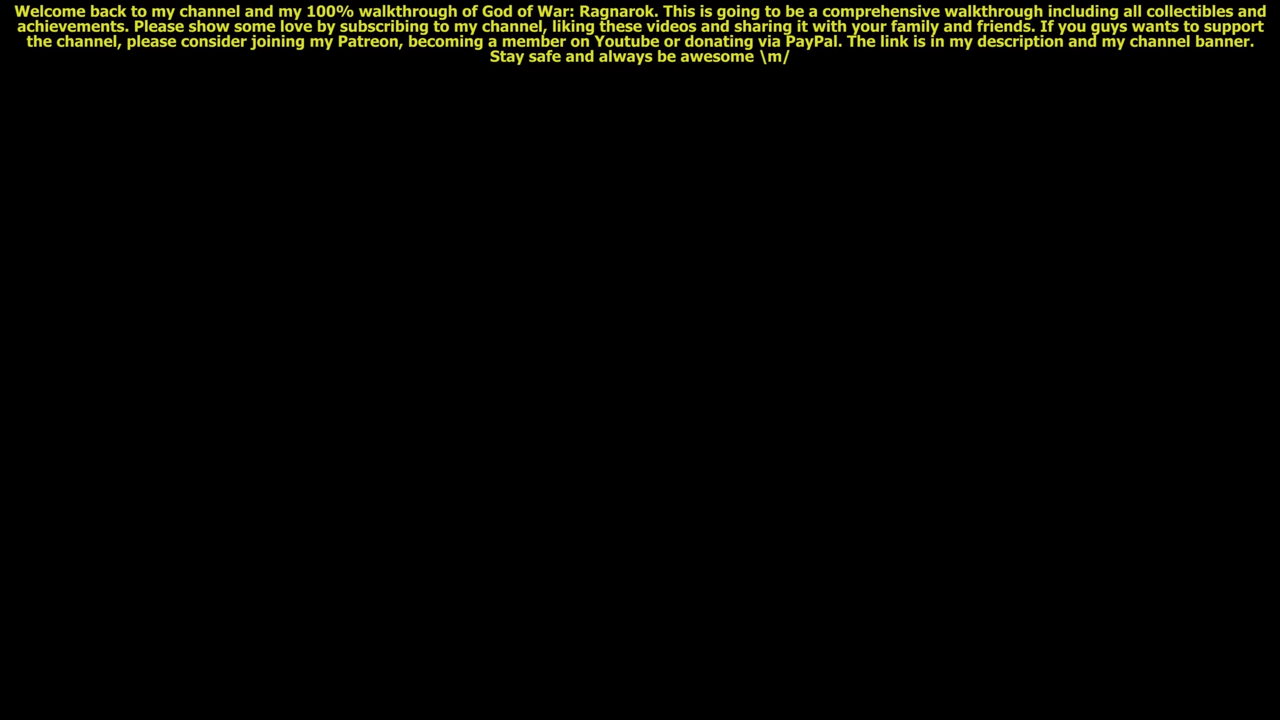 Welcome back to my channel and my 100% walkthrough of God of War: Ragnarok. This is going to be a comprehensive walkthrough including all collectibles and
achievements. Please show some love by subscribing to my channel, liking these videos and sharing it with your family and friends. If you guys wants to support
the channel, please consider joining my Patreon, becoming a member on Youtube or donating via PayPal. The link is in my description and my channel banner.
Stay safe and always be awesome \m/